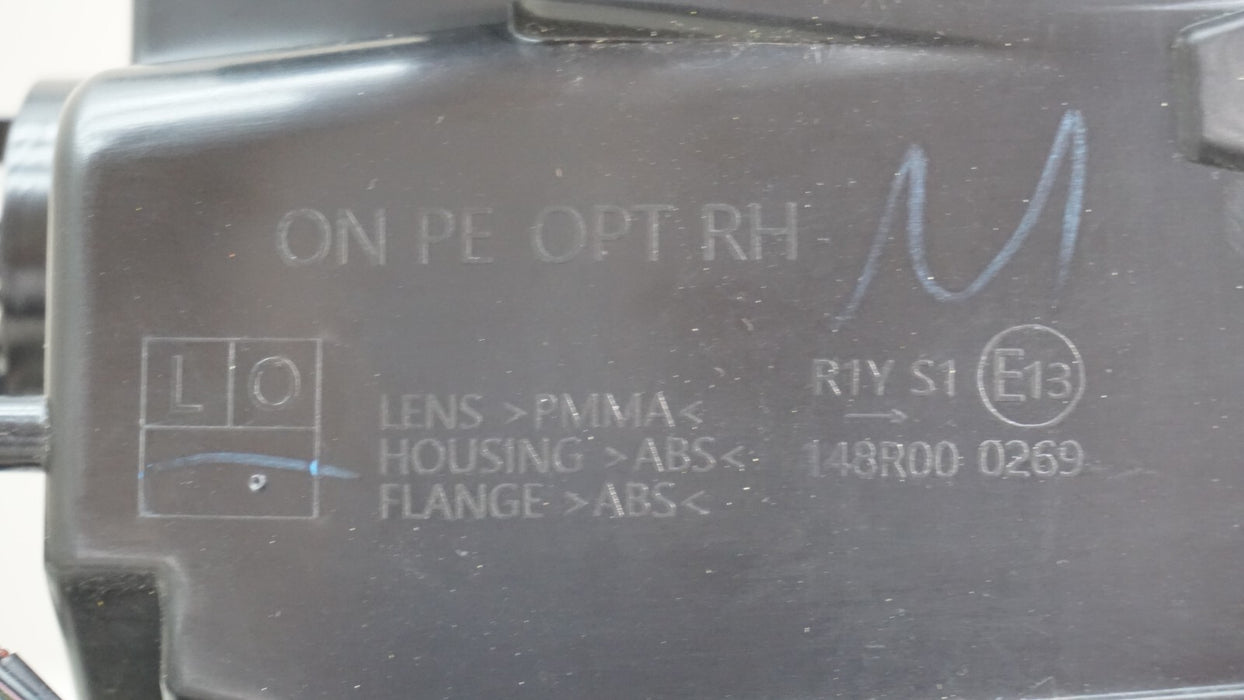 ON PE OPT RH
L O
LENS >PMMA<
HOUSING >ABS<
FLANGE >ABS<
R1Y S1 E13
→
148R00 0269